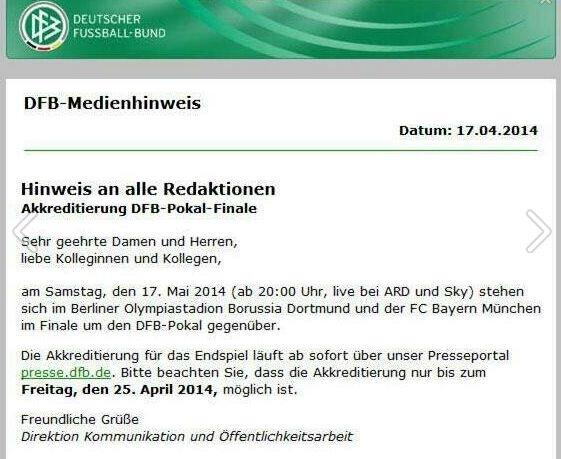 DEUTSCHER
FUSSBALL-BUND
DFB-Medienhinweis
Datum: 17.04.2014
Hinweis an alle Redaktionen
Akkreditierung DFB-Pokal-Finale
Sehr geehrte Damen und Herren,
liebe Kolleginnen und Kollegen,
am Samstag, den 17. Mai 2014 (ab 20:00 Uhr, live bei ARD und Sky) stehen
sich im Berliner Olympiastadion Borussia Dortmund und der FC Bayern München
im Finale um den DFB-Pokal gegenüber.
Die Akkreditierung für das Endspiel läuft ab sofort über unser Presseportal
presse.dfb.de. Bitte beachten Sie, dass die Akkreditierung nur bis zum
Freitag, den 25. April 2014, möglich ist.
Freundliche Grüße
Direktion Kommunikation und Öffentlichkeitsarbeit